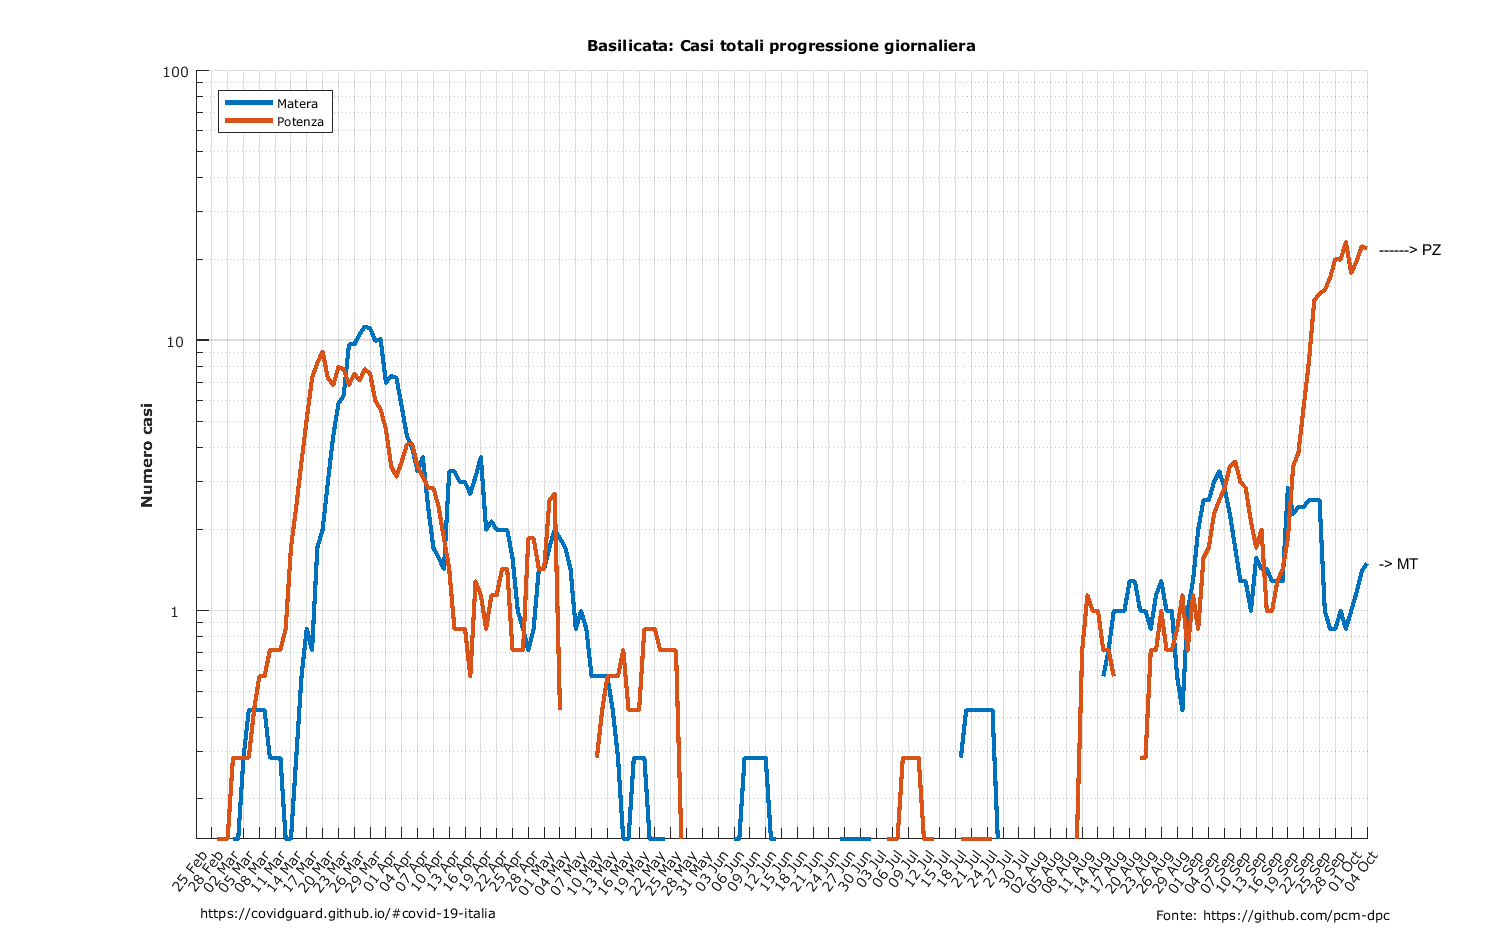 Basilicata: Casi totali progressione giornaliera
100
Matera
Potenza
------> PZ
10
Numero casi
-> MT
1
25 Feb
28 Feb
02 Mar
05 Mar
08 Mar
11 Mar
14 Mar
17 Mar
20 Mar
23 Mar
26 Mar
29 Mar
01 Apr
04 Apr
07 Apr
10 Apr
13 Apr
16 Apr
19 Apr
22 Apr
25 Apr
28 Apr
01 May
04 May
07 May
10 May
13 May
16 May
19 May
22 May
25 May
28 May
31 May
03 Jun
06 Jun
09 Jun
12 Jun
15 Jun
18 Jun
21 Jun
24 Jun
27 Jun
30 Jun
03 Jul
06 Jul
09 Jul
12 Jul
15 Jul
18 Jul
21 Jul
24 Jul
27 Jul
30 Jul
02 Aug
05 Aug
08 Aug
11 Aug
14 Aug
17 Aug
20 Aug
23 Aug
26 Aug
29 Aug
01 Sep
04 Sep
07 Sep
10 Sep
13 Sep
16 Sep
19 Sep
22 Sep
25 Sep
28 Sep
01 Oct
04 Oct
https://covidguard.github.io/#covid-19-italia
Fonte: https://github.com/pcm-dpc